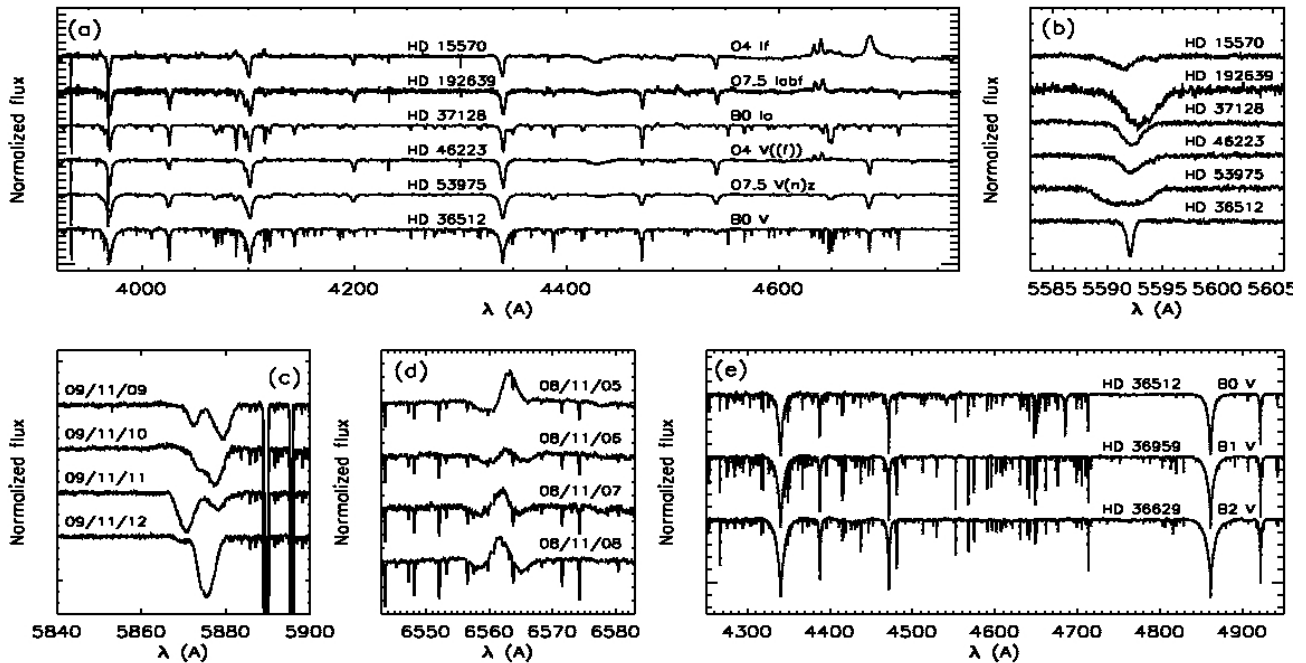 (a)
HD 15570 O4 If
HD 192639 O7.5 Iabf
HD 37128 B0 Ia
HD 46223 O4 V((f))
HD 53975 O7.5 V(n)z
HD 36512 B0 V
Normalized flux
4000 4200 4400 4600
λ (A)
(b)
HD 15570
HD 192639
HD 37128
HD 46223
HD 53975
HD 36512
Normalized flux
5585 5590 5595 5600 5605
λ (A)
(c)
09/11/09
09/11/10
09/11/11
09/11/12
Normalized flux
5840 5860 5880 5900
λ (A)
(d)
08/11/05
08/11/06
08/11/07
08/11/08
Normalized flux
6550 6560 6570 6580
λ (A)
(e)
HD 36512 B0 V
HD 36959 B1 V
HD 36629 B2 V
Normalized flux
4300 4400 4500 4600 4700 4800 4900
λ (A)